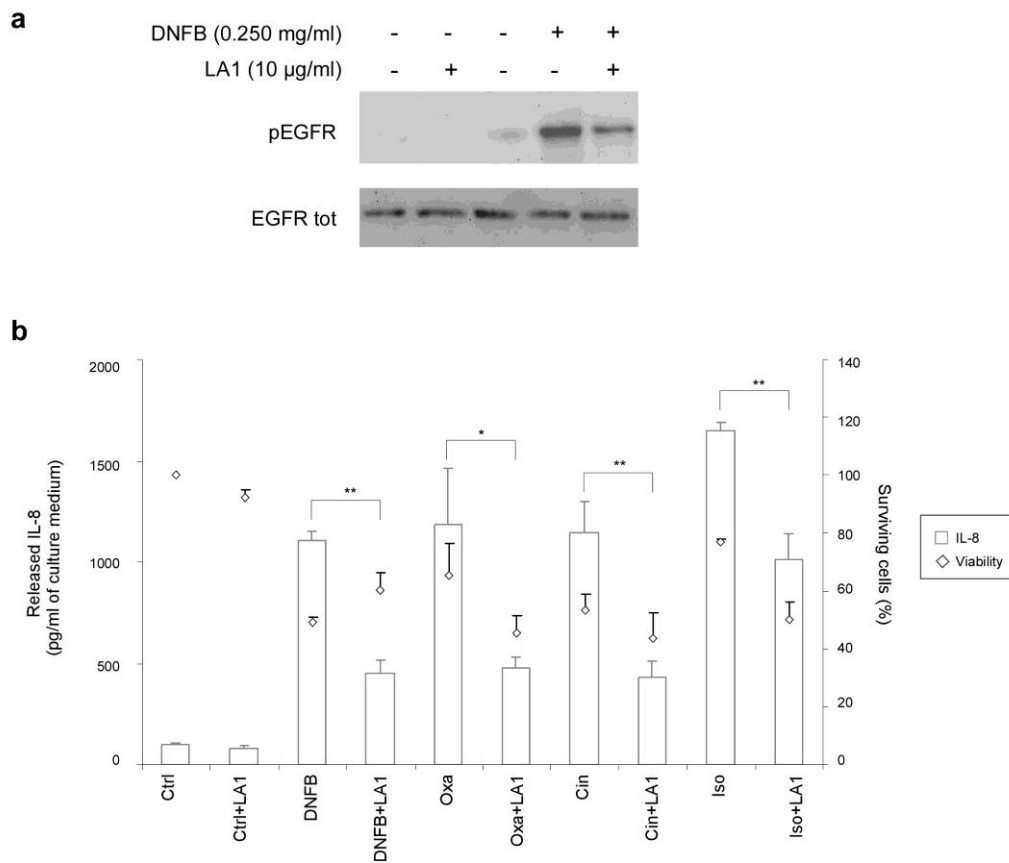 a
DNFB (0.250 mg/ml) - - - + +
LA1 (10 µg/ml) - + - - +
pEGFR
EGFR tot
b
2000
1500
1000
500
0
Released IL-8
(pg/ml of culture medium)
**
*
**
**
140
120
100
80
60
40
20
0
Surviving cells (%)
IL-8
Viability
Ctrl
Ctrl+LA1
DNFB
DNFB+LA1
Oxa
Oxa+LA1
Cin
Cin+LA1
Iso
Iso+LA1